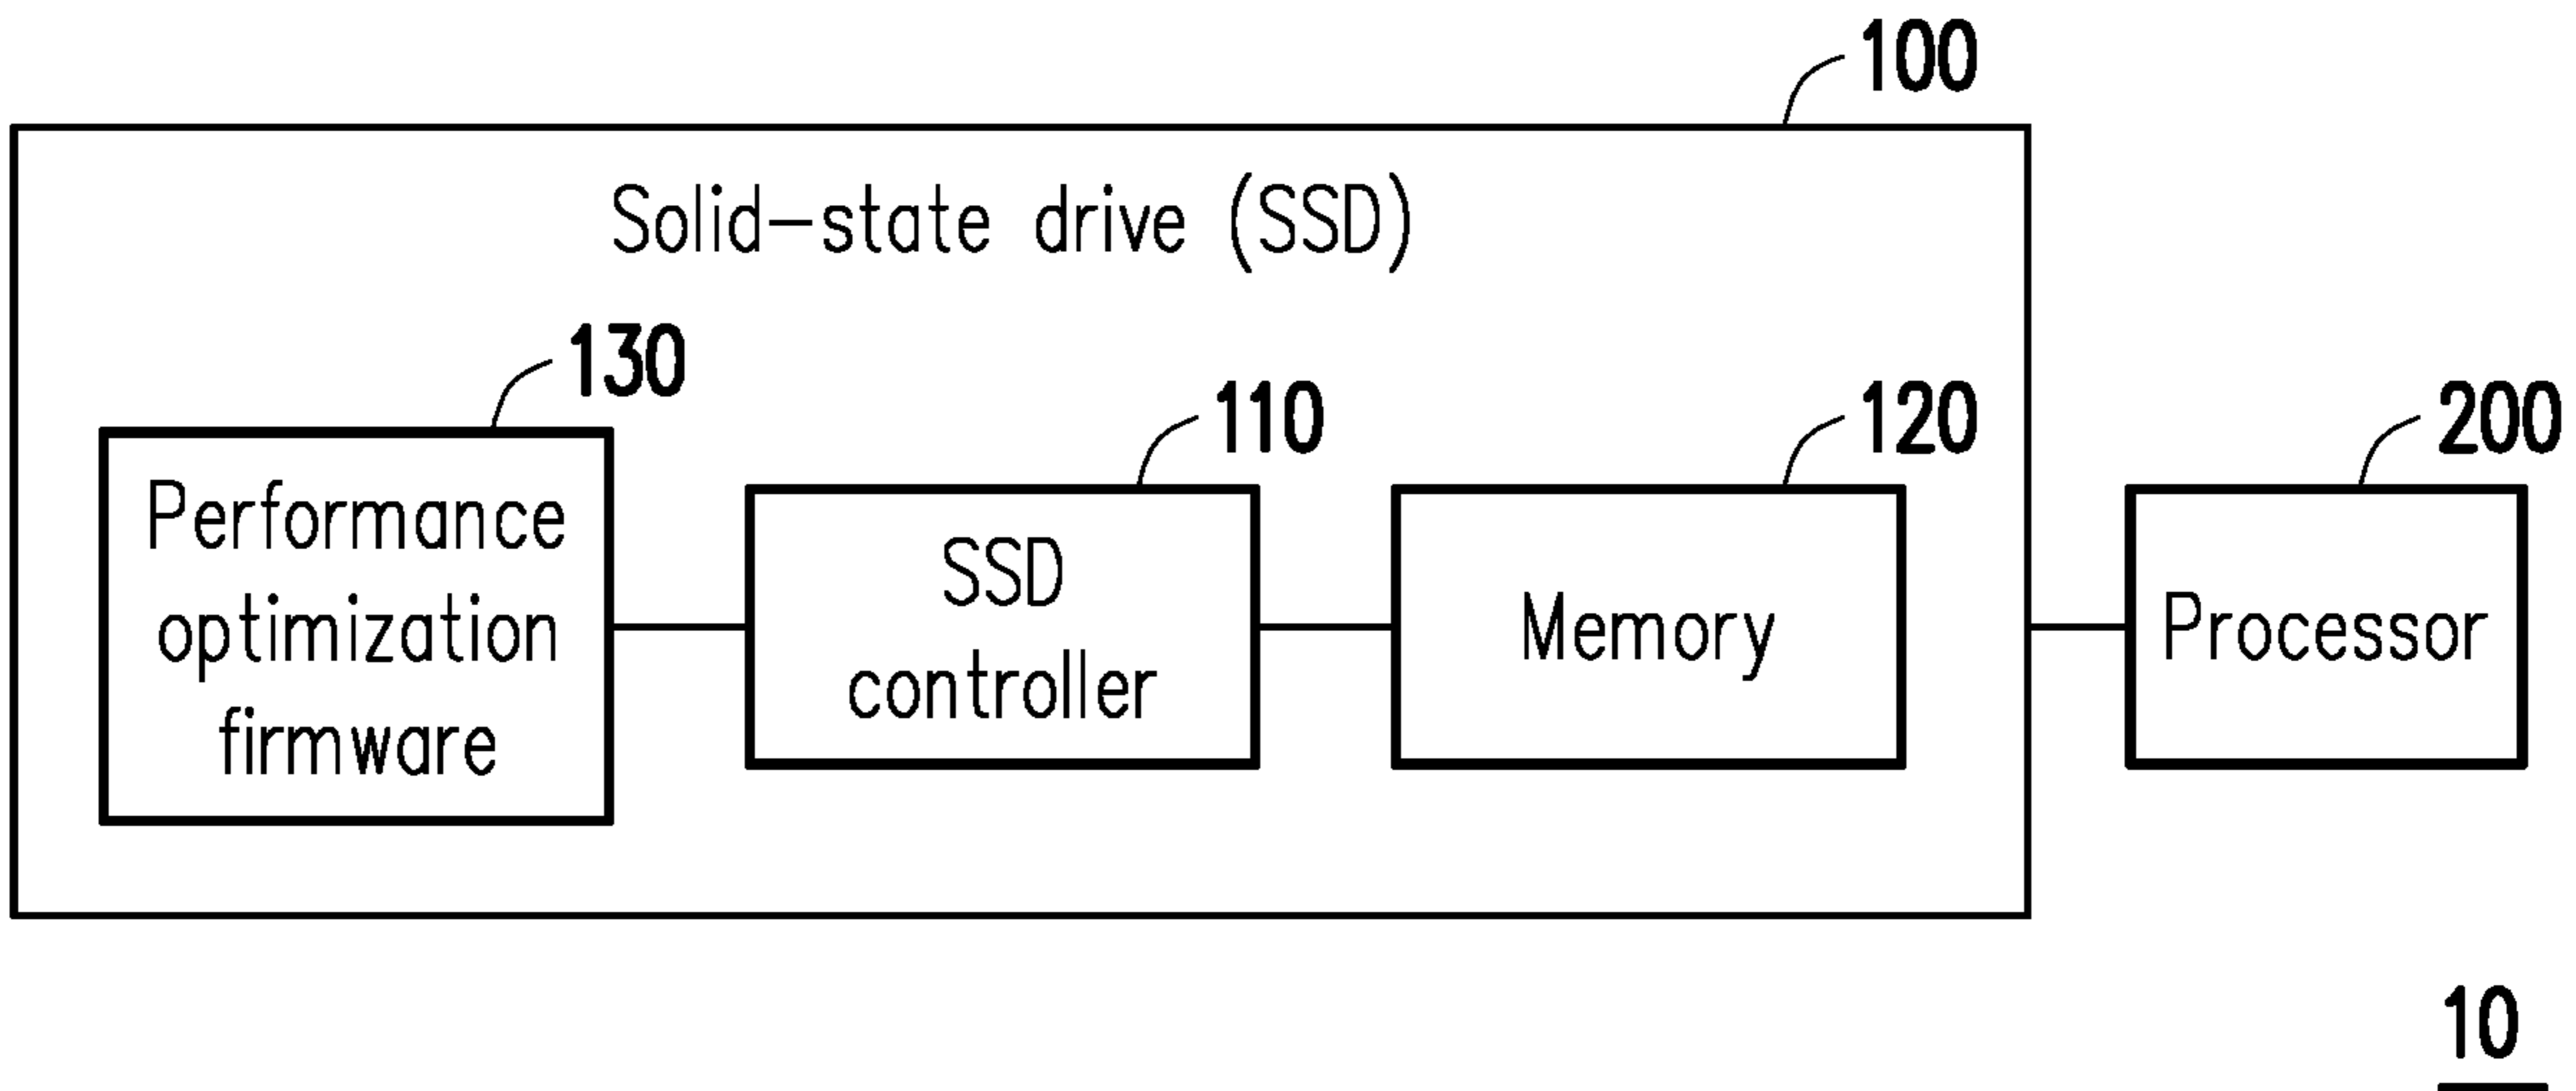 100
Solid-state drive (SSD)
130
110
120
200
Performance
optimization
firmware
SSD
controller
Memory
Processor
10